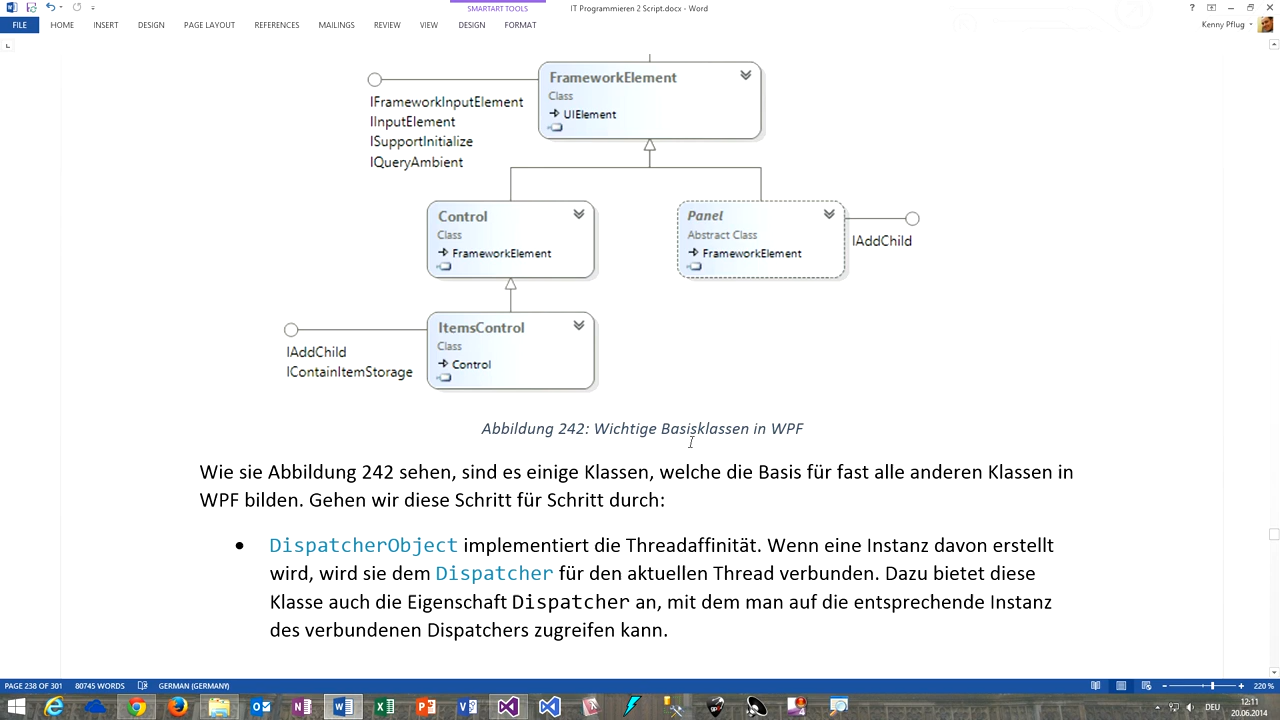 SMARTART TOOLS
IT Programmieren 2 Script.docx - Word
FILE
HOME
INSERT
DESIGN
PAGE LAYOUT
REFERENCES
MAILINGS
REVIEW
VIEW
DESIGN
FORMAT
Kenny Pflug
FrameworkElement
Class
UIElement
IFrameworkInputElement
IInputElement
ISupportInitialize
IQueryAmbient
Control
Class
FrameworkElement
Panel
Abstract Class
FrameworkElement
IAddChild
ItemsControl
Class
Control
IAddChild
IContainItemStorage
Abbildung 242: Wichtige Basisklassen in WPF
Wie sie Abbildung 242 sehen, sind es einige Klassen, welche die Basis für fast alle anderen Klassen in
WPF bilden. Gehen wir diese Schritt für Schritt durch:
• DispatcherObject implementiert die Threadaffinität. Wenn eine Instanz davon erstellt
wird, wird sie dem Dispatcher für den aktuellen Thread verbunden. Dazu bietet diese
Klasse auch die Eigenschaft Dispatcher an, mit dem man auf die entsprechende Instanz
des verbundenen Dispatchers zugreifen kann.
PAGE 238 OF 301
80745 WORDS
GERMAN (GERMANY)
220 %
DEU
12:11
20.06.2014